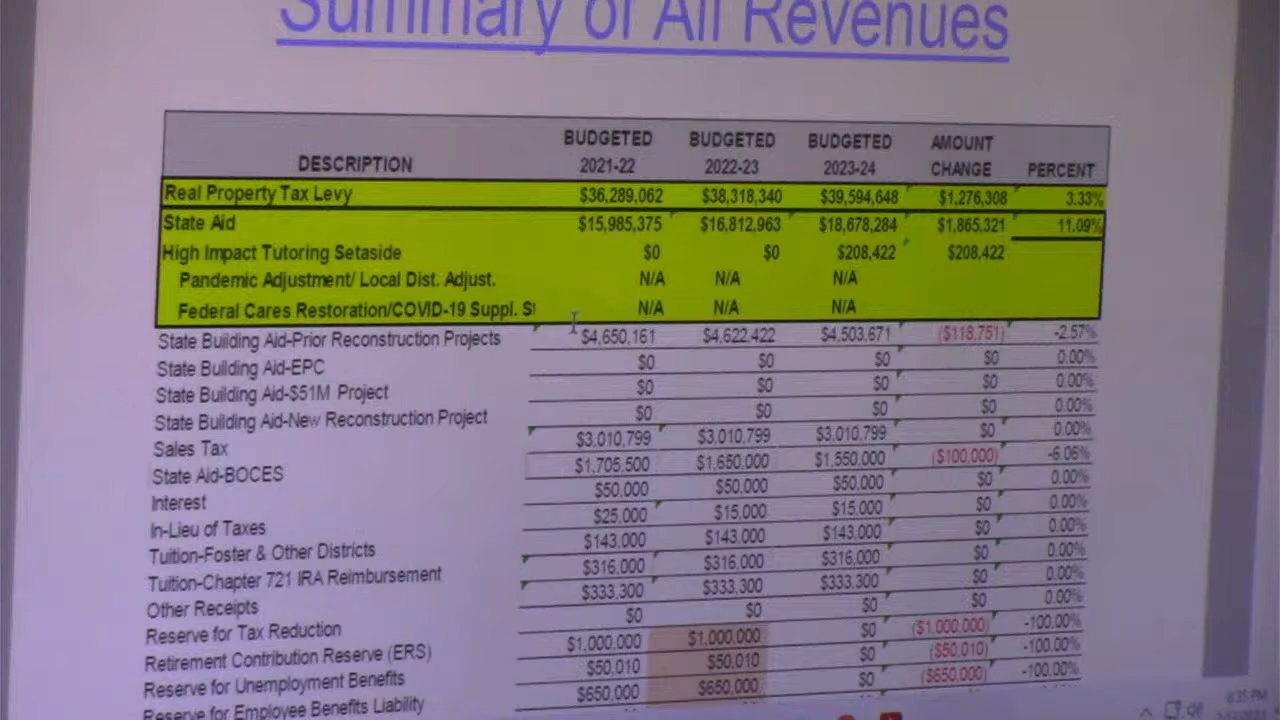 Summary of All Revenues
DESCRIPTION BUDGETED 2021-22 BUDGETED 2022-23 BUDGETED 2023-24 AMOUNT CHANGE PERCENT
Real Property Tax Levy $36,289,062 $38,318,340 $39,594,648 $1,276,308 3.33%
State Aid $15,985,375 $16,812,963 $18,678,284 $1,865,321 11.09%
High Impact Tutoring Setaside $0 $0 $208,422 $208,422
Pandemic Adjustment/ Local Dist. Adjust. N/A N/A N/A
Federal Cares Restoration/COVID-19 Suppl. St N/A N/A N/A
State Building Aid-Prior Reconstruction Projects $4,650,161 $4,622,422 $4,503,671 ($118,751) -2.57%
State Building Aid-EPC $0 $0 $0 $0 0.00%
State Building Aid-$51M Project $0 $0 $0 $0 0.00%
State Building Aid-New Reconstruction Project $0 $0 $0 $0 0.00%
Sales Tax $3,010,799 $3,010,799 $3,010,799 $0 0.00%
State Aid-BOCES $1,705,500 $1,650,000 $1,550,000 ($100,000) -6.06%
Interest $50,000 $50,000 $50,000 $0 0.00%
In-Lieu of Taxes $25,000 $15,000 $15,000 $0 0.00%
Tuition-Foster & Other Districts $143,000 $143,000 $143,000 $0 0.00%
Tuition-Chapter 721 IRA Reimbursement $316,000 $316,000 $316,000 $0 0.00%
Other Receipts $333,300 $333,300 $333,300 $0 0.00%
Reserve for Tax Reduction $0 $0 $0 $0 0.00%
Retirement Contribution Reserve (ERS) $1,000,000 $1,000,000 $0 ($1,000,000) -100.00%
Reserve for Unemployment Benefits $50,010 $50,010 $0 ($50,010) -100.00%
Reserve for Employee Benefits Liability $650,000 $650,000 $0 ($650,000) -100.00%
8:35 PM